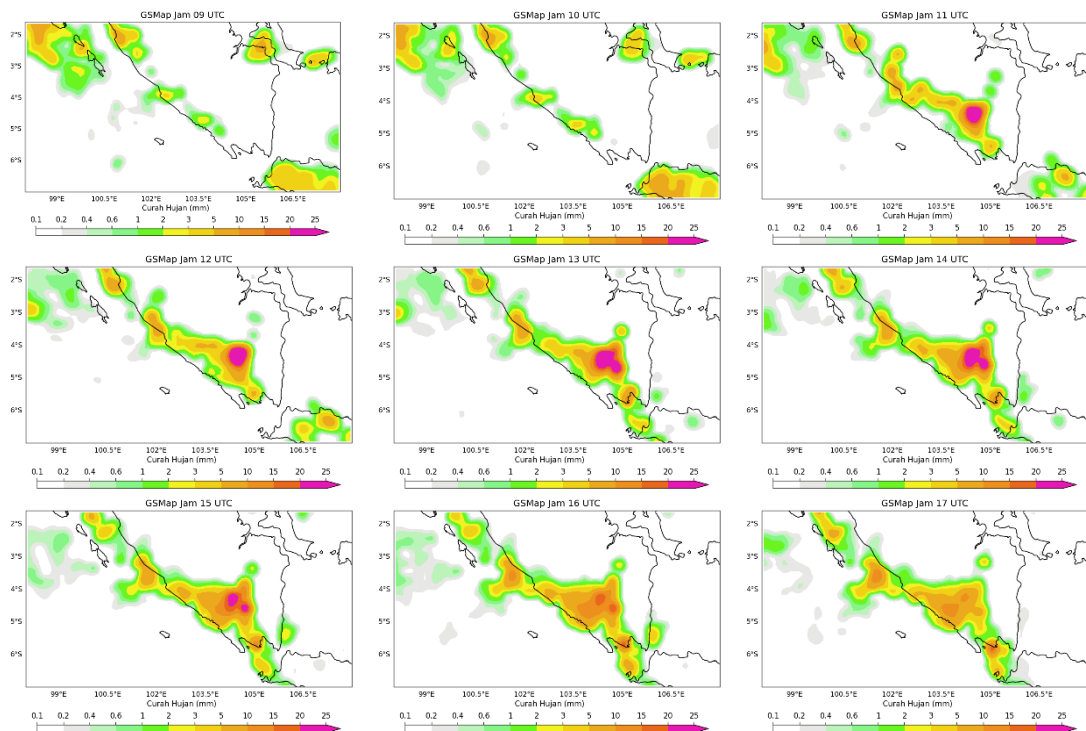 GSMap Jam 09 UTC
2°S
3°S
4°S
5°S
6°S
99°E 100.5°E 102°E 103.5°E 105°E 106.5°E
Curah Hujan (mm)
0.1 0.2 0.4 0.6 1 2 3 5 10 15 20 25
GSMap Jam 10 UTC
2°S
3°S
4°S
5°S
6°S
99°E 100.5°E 102°E 103.5°E 105°E 106.5°E
Curah Hujan (mm)
0.1 0.2 0.4 0.6 1 2 3 5 10 15 20 25
GSMap Jam 11 UTC
2°S
3°S
4°S
5°S
6°S
99°E 100.5°E 102°E 103.5°E 105°E 106.5°E
Curah Hujan (mm)
0.1 0.2 0.4 0.6 1 2 3 5 10 15 20 25
GSMap Jam 12 UTC
2°S
3°S
4°S
5°S
6°S
99°E 100.5°E 102°E 103.5°E 105°E 106.5°E
Curah Hujan (mm)
0.1 0.2 0.4 0.6 1 2 3 5 10 15 20 25
GSMap Jam 13 UTC
2°S
3°S
4°S
5°S
6°S
99°E 100.5°E 102°E 103.5°E 105°E 106.5°E
Curah Hujan (mm)
0.1 0.2 0.4 0.6 1 2 3 5 10 15 20 25
GSMap Jam 14 UTC
2°S
3°S
4°S
5°S
6°S
99°E 100.5°E 102°E 103.5°E 105°E 106.5°E
Curah Hujan (mm)
0.1 0.2 0.4 0.6 1 2 3 5 10 15 20 25
GSMap Jam 15 UTC
2°S
3°S
4°S
5°S
6°S
99°E 100.5°E 102°E 103.5°E 105°E 106.5°E
Curah Hujan (mm)
0.1 0.2 0.4 0.6 1 2 3 5 10 15 20 25
GSMap Jam 16 UTC
2°S
3°S
4°S
5°S
6°S
99°E 100.5°E 102°E 103.5°E 105°E 106.5°E
Curah Hujan (mm)
0.1 0.2 0.4 0.6 1 2 3 5 10 15 20 25
GSMap Jam 17 UTC
2°S
3°S
4°S
5°S
6°S
99°E 100.5°E 102°E 103.5°E 105°E 106.5°E
Curah Hujan (mm)
0.1 0.2 0.4 0.6 1 2 3 5 10 15 20 25